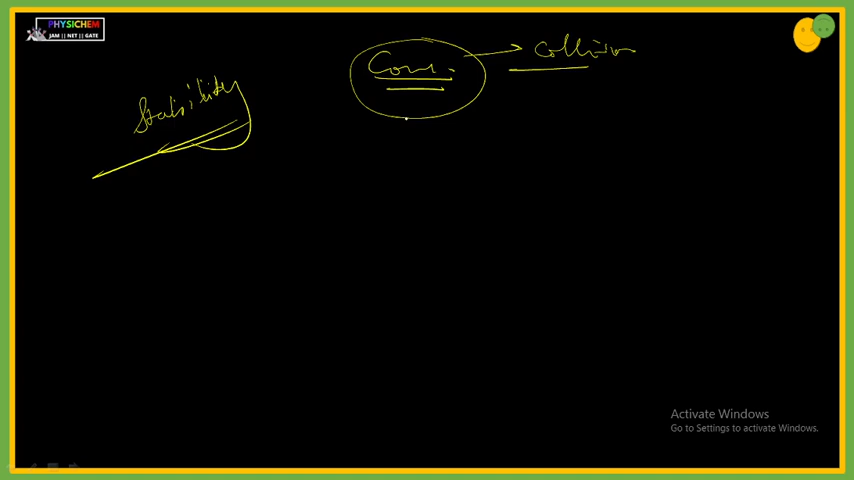 PHYSICHEM
JAM || NET || GATE
Conc.
Collision
Stability
Activate Windows
Go to Settings to activate Windows.